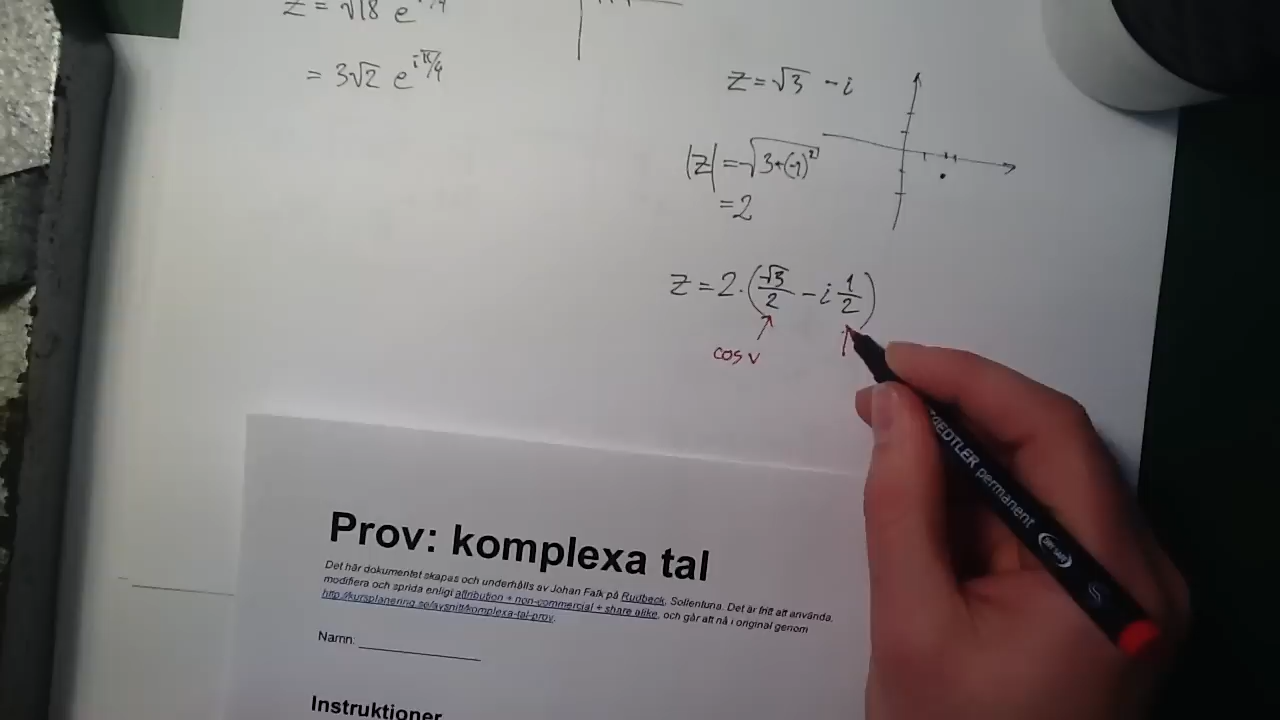 z = √18 e^iπ/4
= 3√2 e^iπ/4
z = √3 - i
|z| = √3+(-1)²
= 2
z = 2·(√3/2 - i 1/2)
cos v
STAEDTLER permanent
Prov: komplexa tal
Det här dokumentet skapas och underhålls av Johan Falk på Rudbeck, Sollentuna. Det är fritt att använda,
modifiera och sprida enligt attribution + non-commercial + share alike, och går att nå i original genom
http://kursplanering.se/avsnitt/komplexa-tal-prov.
Namn:
Instruktioner